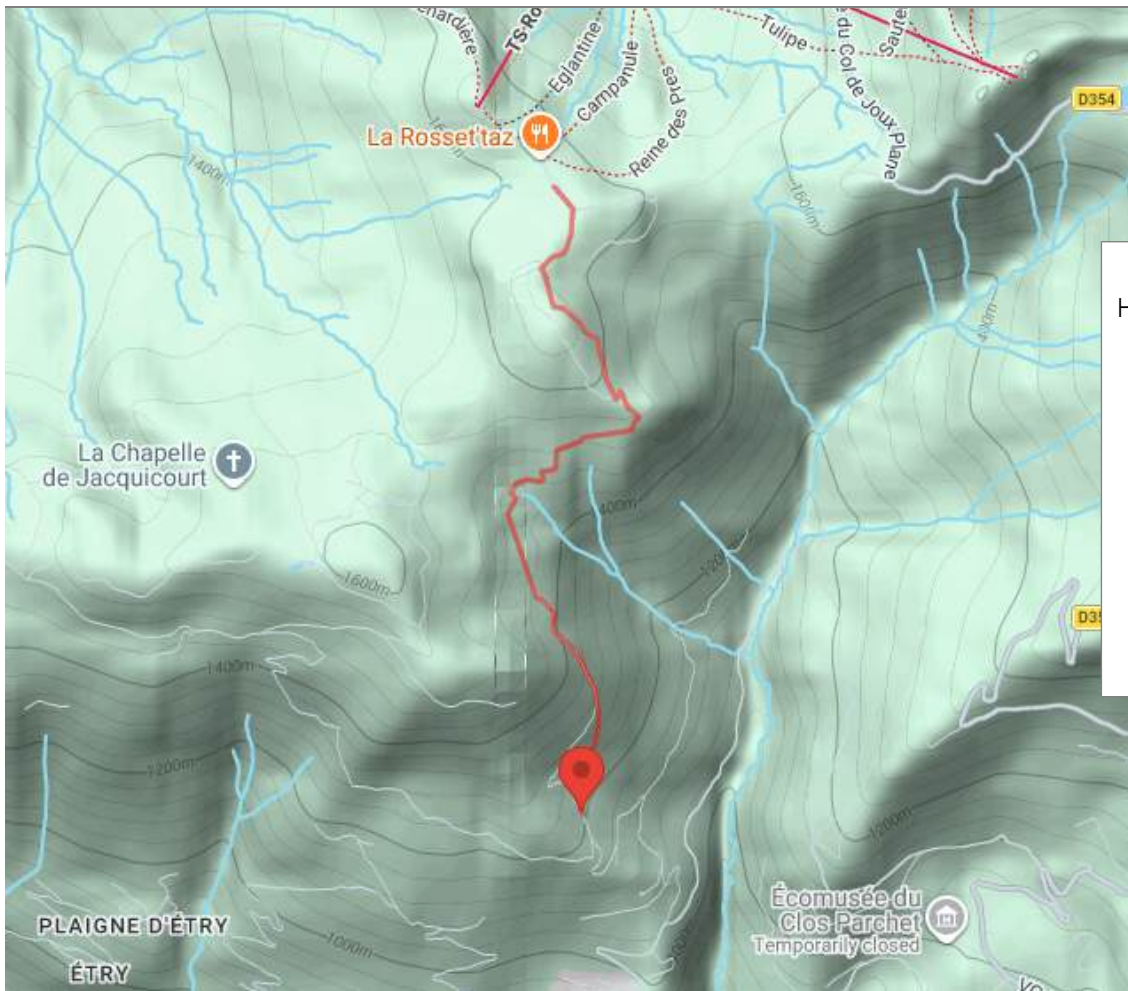 TS-Ro
Eglantine
Campanule
Reine des Pres
Tulipe
du Col de Joux Plane
D354
La Rosset'taz
1400m
1600m
400m
La Chapelle
de Jacquicourt
1400m
1200m
1600m
D35
1400m
1200m
1200m
Écomusée du
Clos Parchet
Temporarily closed
PLAIGNE D'ÉTRY
1000m
ÉTRY
H